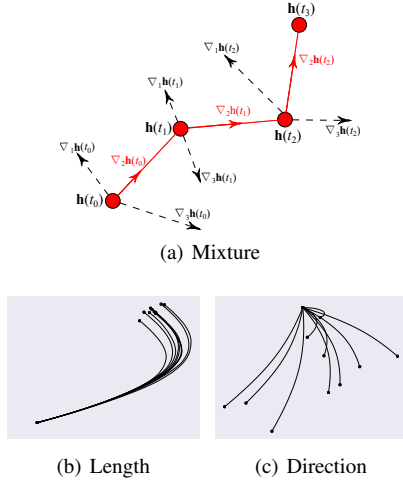 h(t₃)
∇₁h(t₂)
∇₂h(t₂)
∇₁h(t₁)
h(t₁)
∇₂h(t₁)
h(t₂)
∇₃h(t₂)
∇₁h(t₀)
∇₂h(t₀)
∇₃h(t₁)
h(t₀)
∇₃h(t₀)
(a) Mixture
(b) Length
(c) Direction